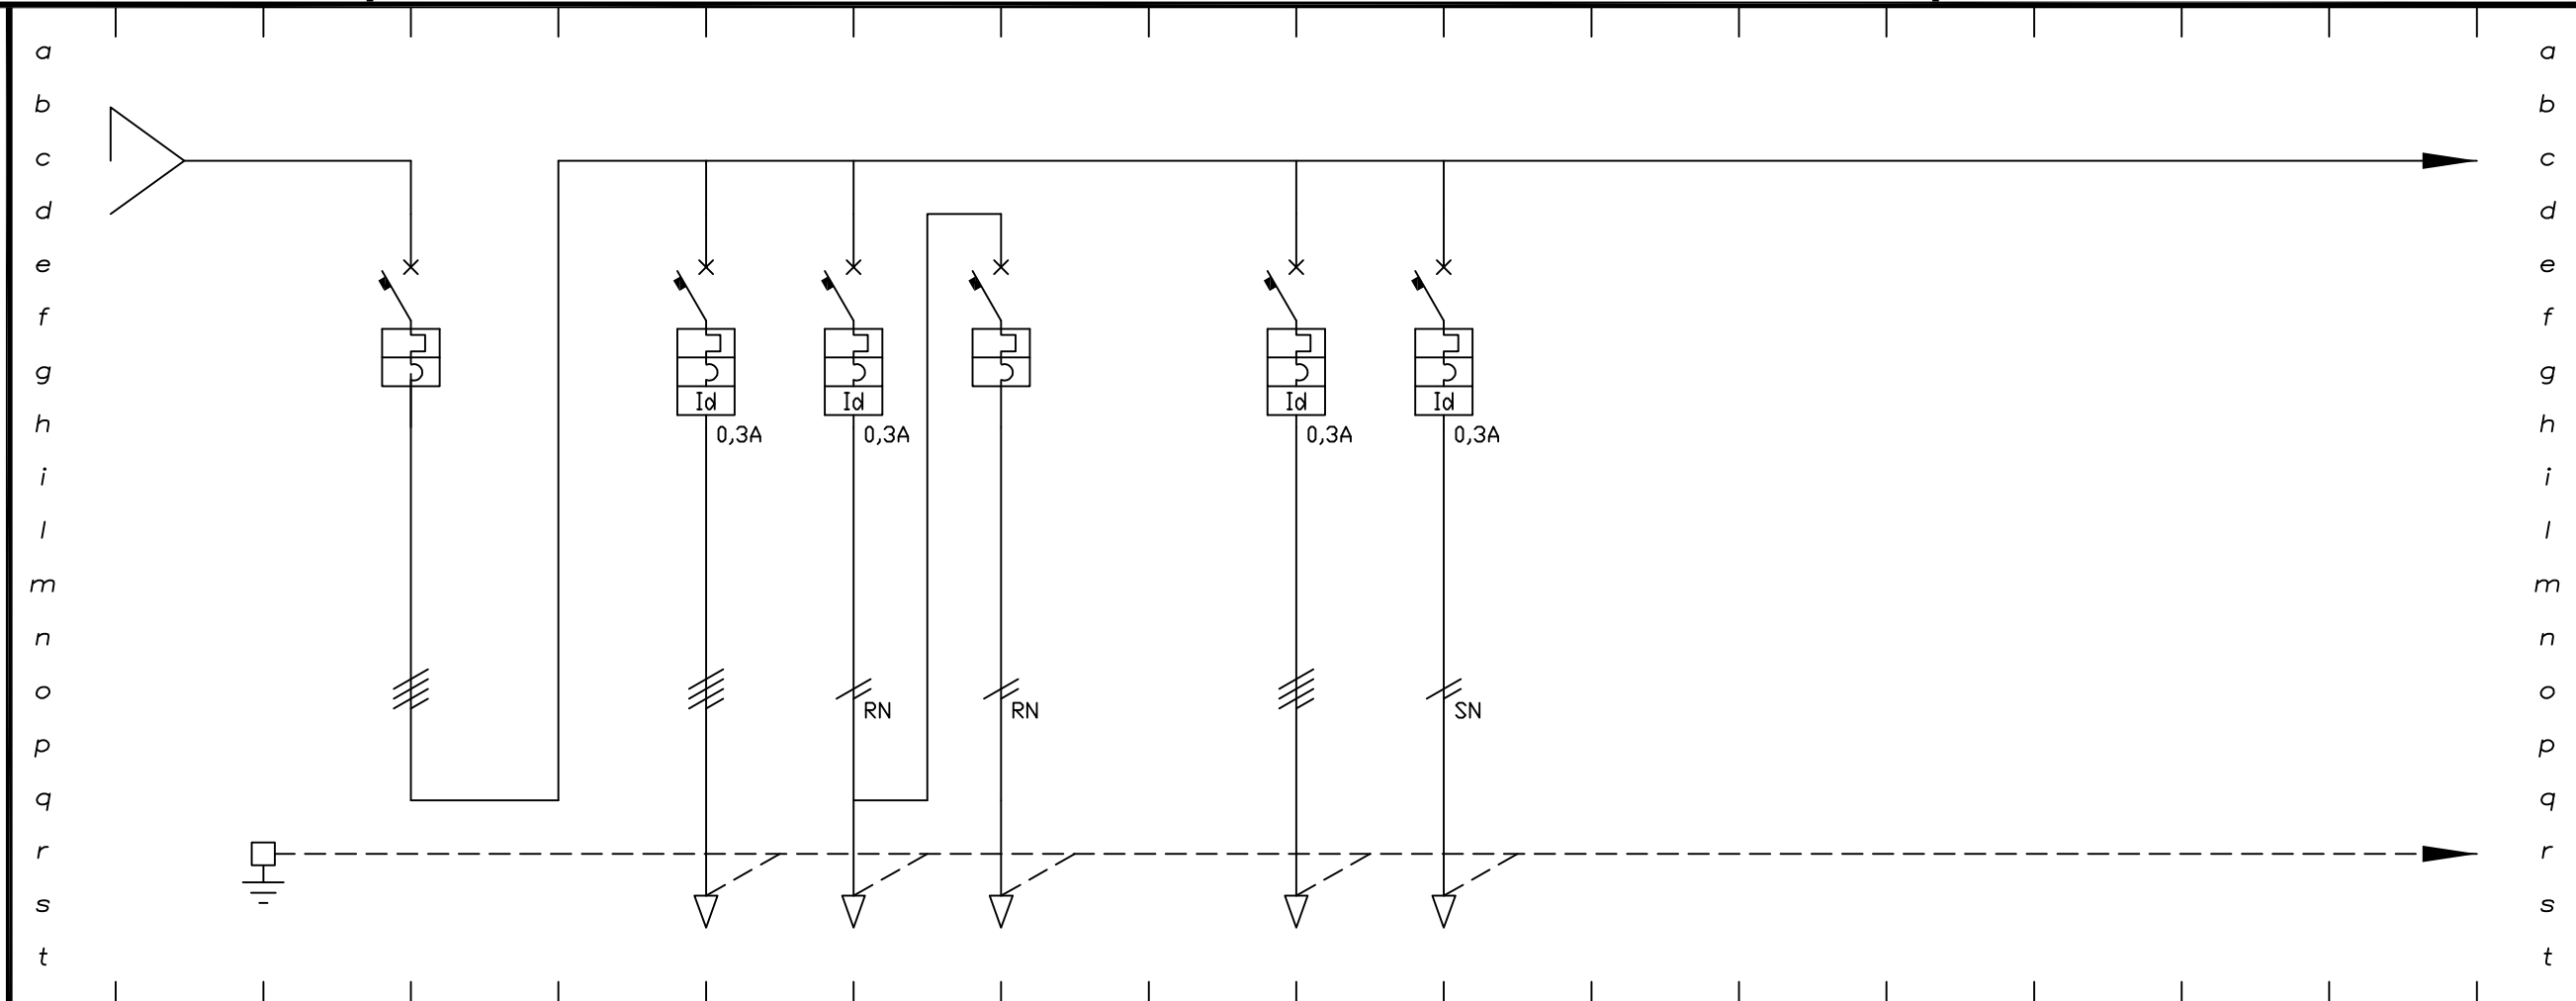 a a
b b
c c
d d
e e
f f
g g
Id Id Id Id
h h
0,3A 0,3A 0,3A 0,3A
i i
l l
m m
n n
o o
RN RN SN
p p
q q
r r
s s
t t